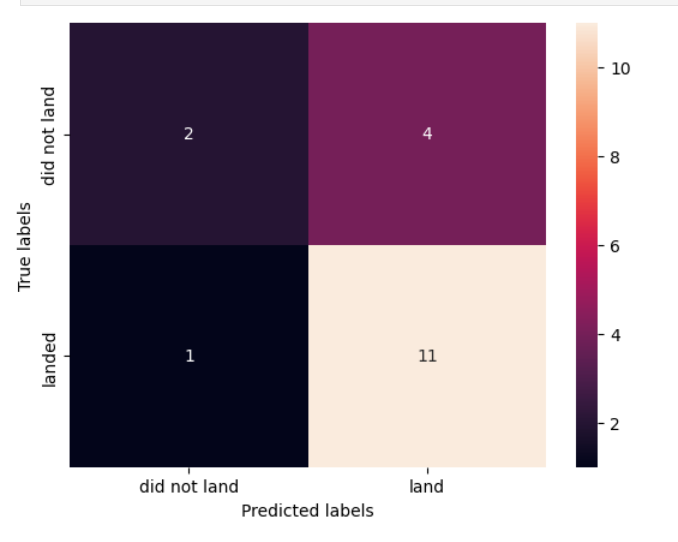 did not land
landed
True labels
2
4
1
11
did not land
land
Predicted labels
10
8
6
4
2